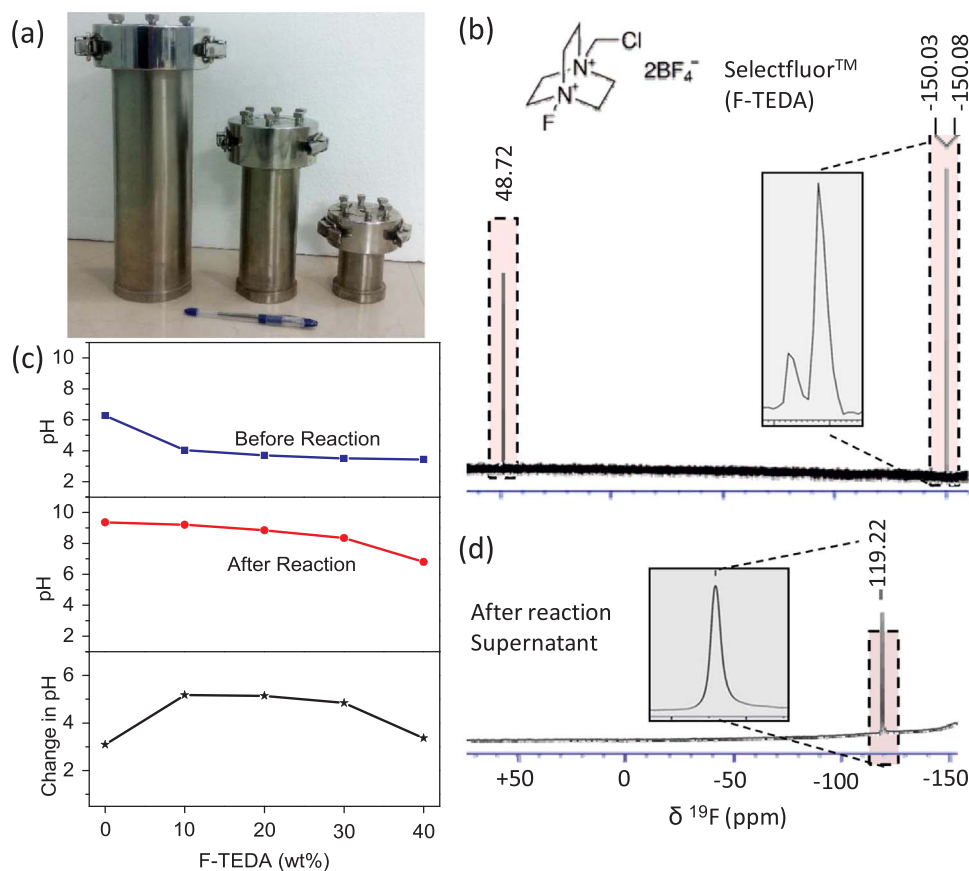 (a)
(b)
Cl
N+
N+
F
2BF4−
Selectfluor™
(F-TEDA)
48.72
-150.03
-150.08
(c)
10
8
6
4
2
pH
Before Reaction
10
8
6
4
2
pH
After Reaction
6
4
2
Change in pH
0 10 20 30 40
F-TEDA (wt%)
(d)
After reaction
Supernatant
-119.22
+50 0 -50 -100 -150
δ 19F (ppm)